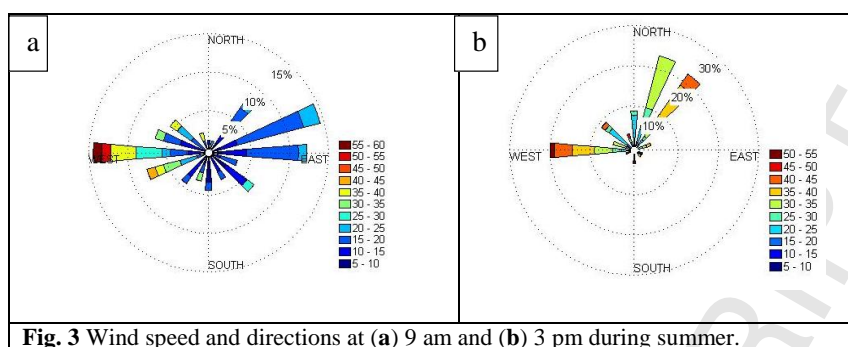 a
NORTH
15%
10%
5%
EAST
SOUTH
55 - 60
50 - 55
45 - 50
40 - 45
35 - 40
30 - 35
25 - 30
20 - 25
15 - 20
10 - 15
5 - 10
b
NORTH
30%
20%
10%
WEST
EAST
SOUTH
50 - 55
45 - 50
40 - 45
35 - 40
30 - 35
25 - 30
20 - 25
15 - 20
10 - 15
5 - 10
Fig. 3 Wind speed and directions at (a) 9 am and (b) 3 pm during summer.